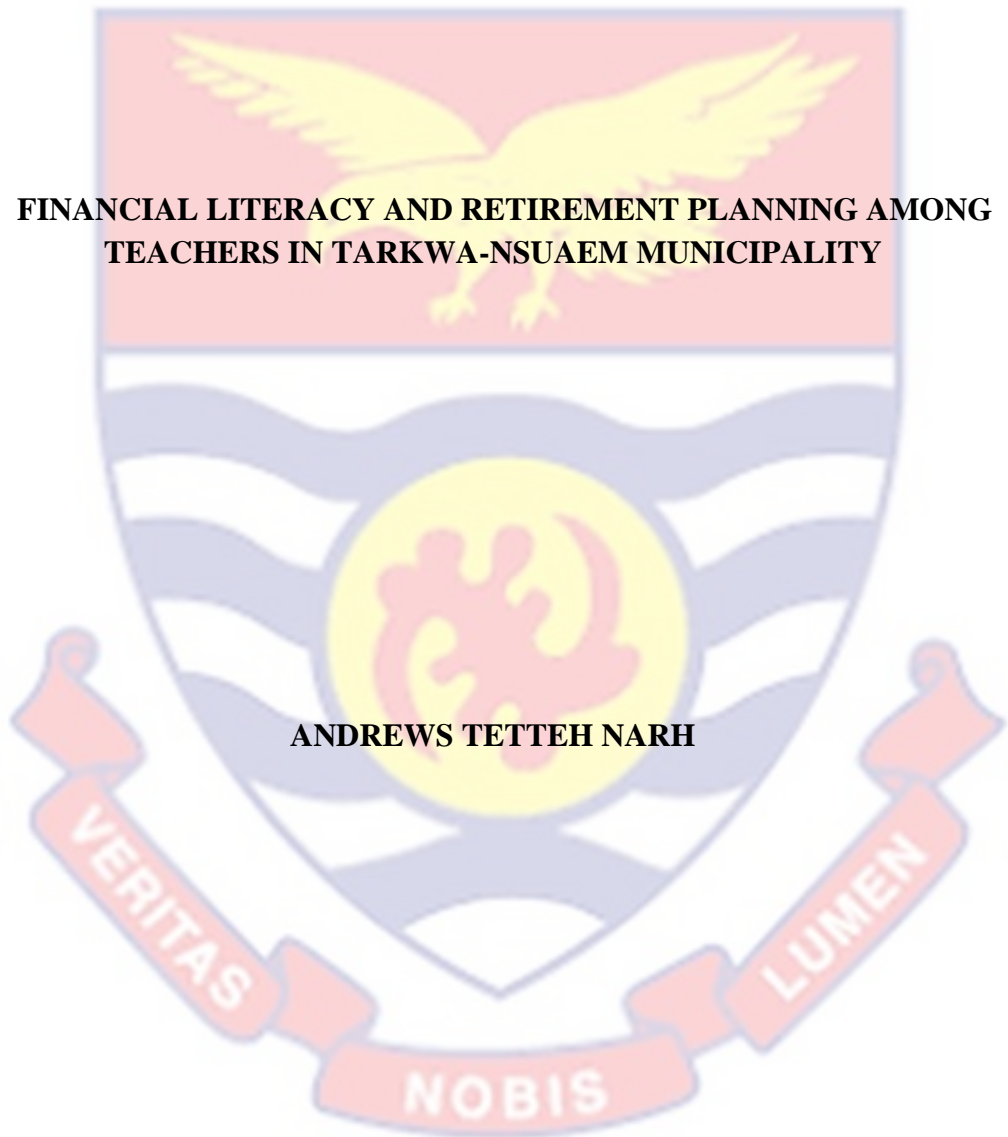 FINANCIAL LITERACY AND RETIREMENT PLANNING AMONG
TEACHERS IN TARKWA-NSUAEM MUNICIPALITY
ANDREWS TETTEH NARH
VERITAS
NOBIS
LUMEN